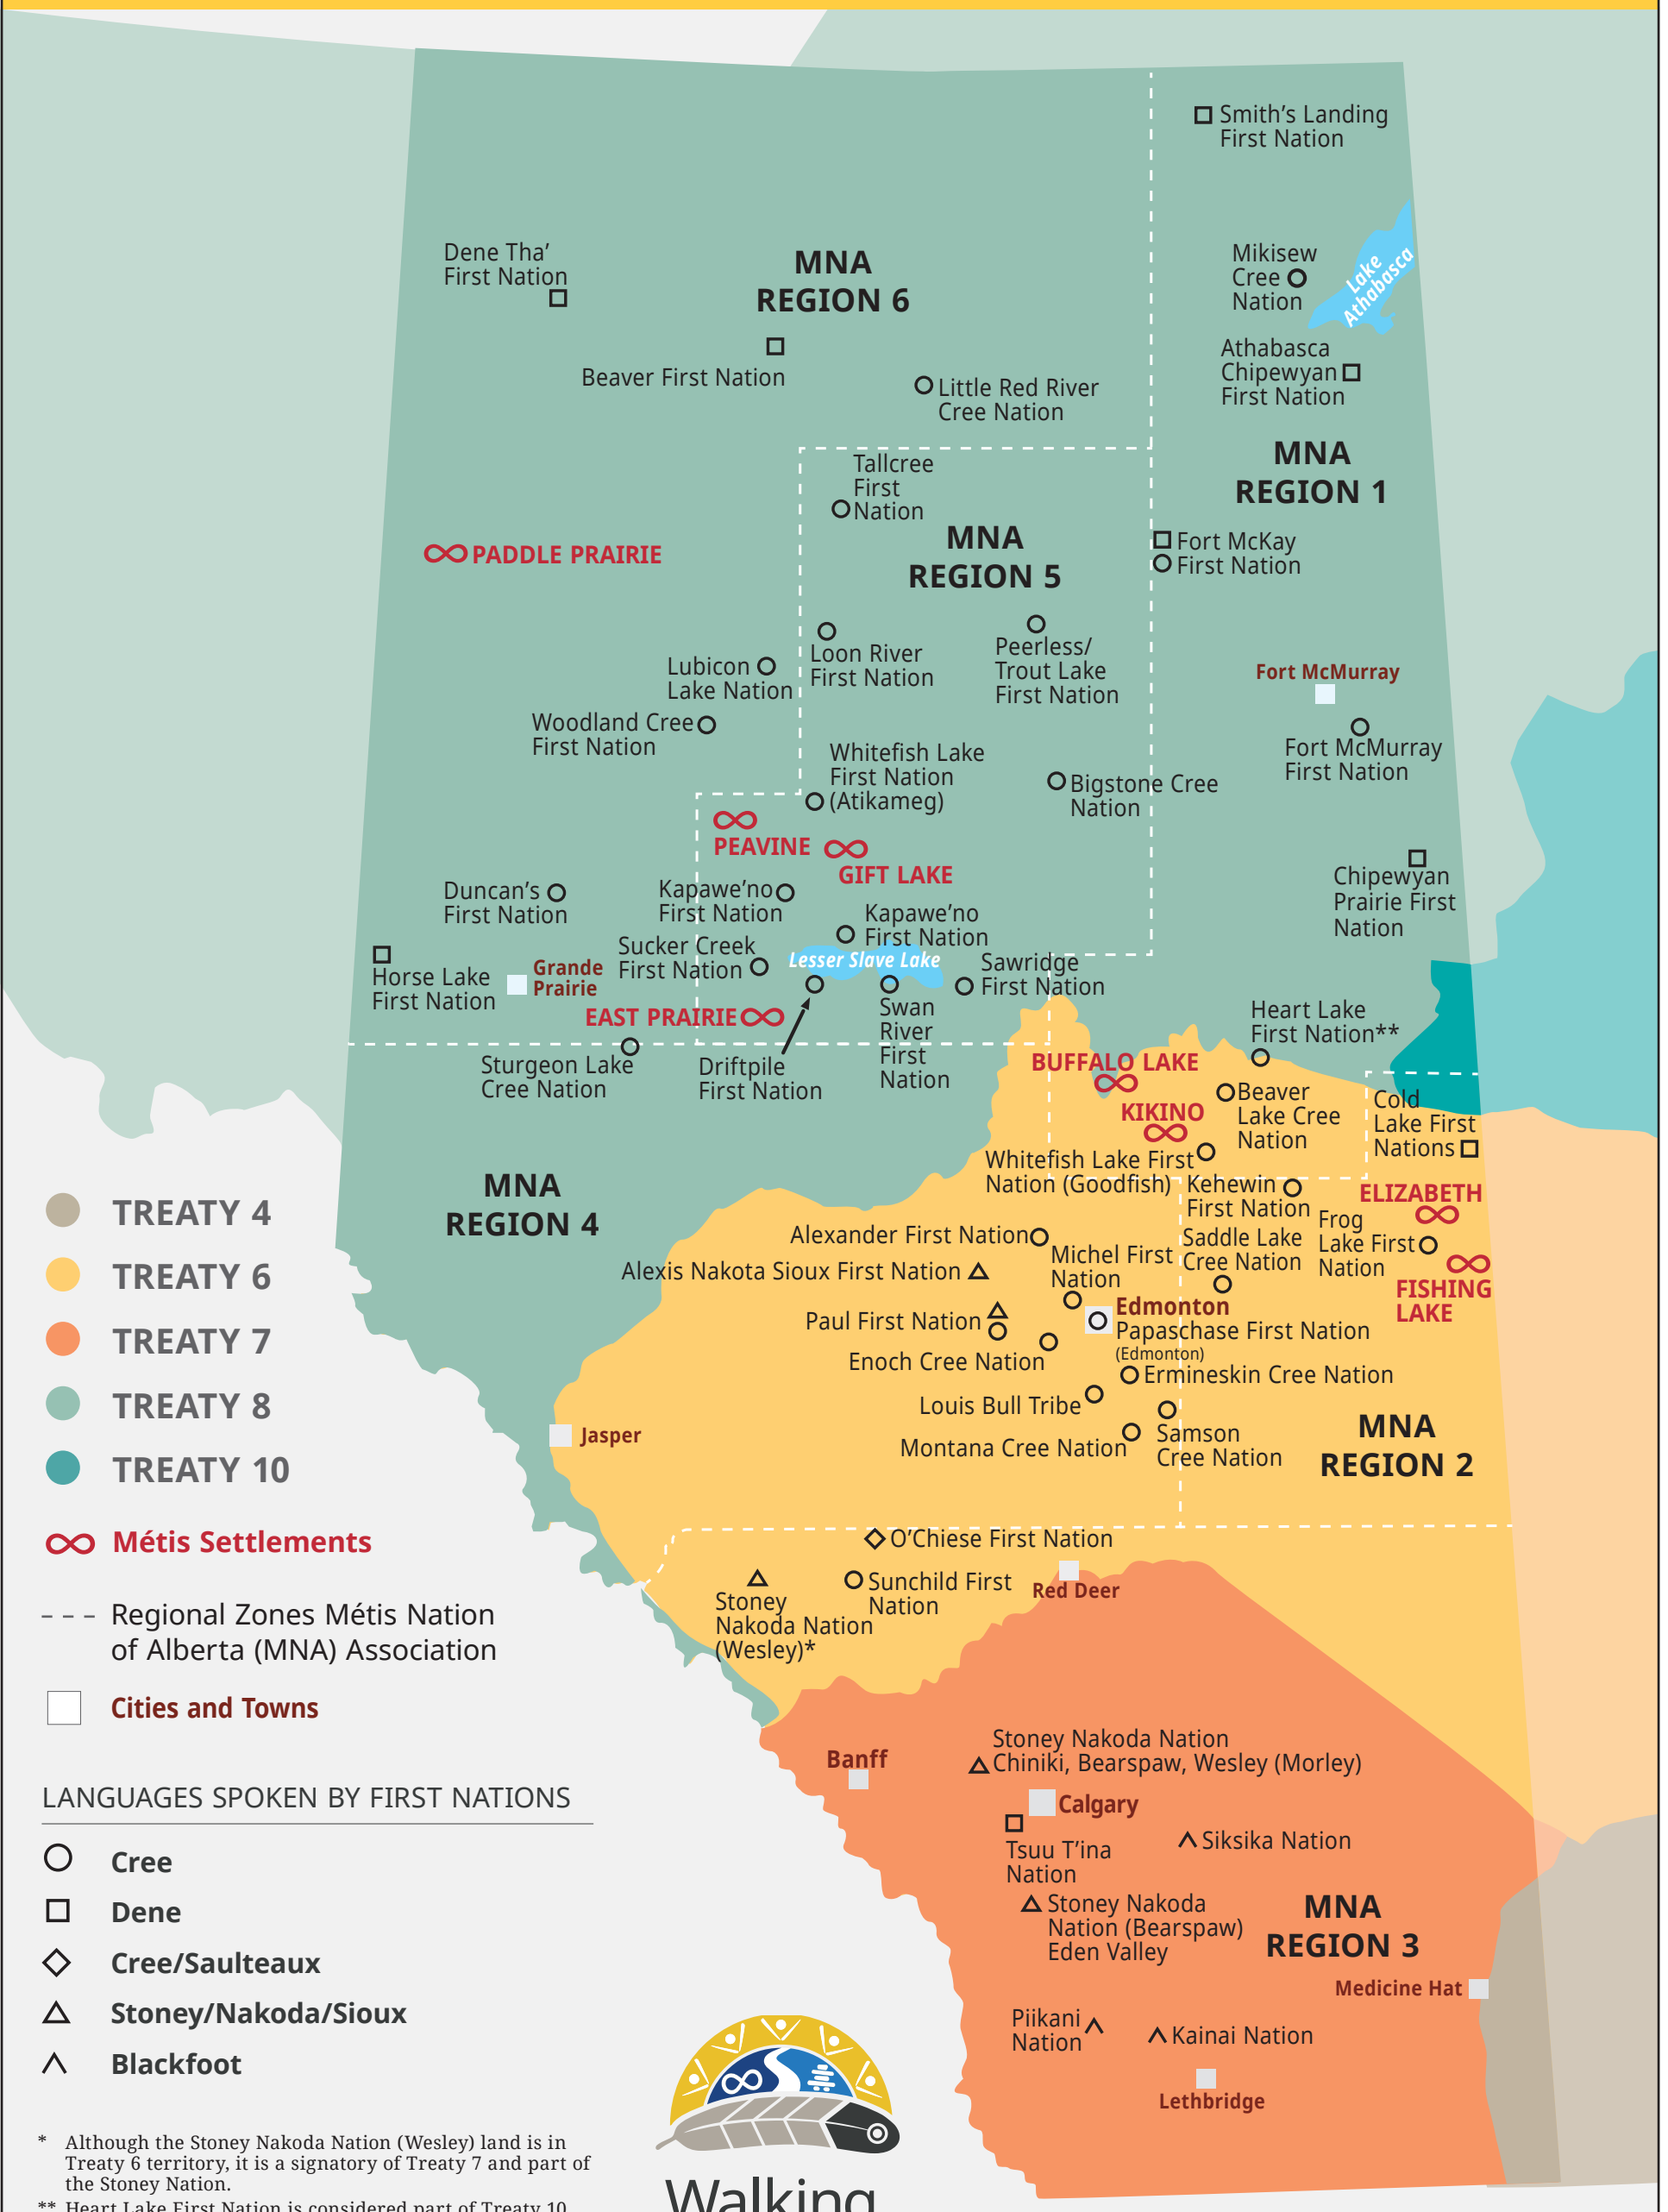 Smith’s Landing
First Nation
Dene Tha’
First Nation
MNA
REGION 6
Mikisew
Cree
Nation
Lake
Athabasca
Beaver First Nation
Little Red River
Cree Nation
Athabasca
Chipewyan
First Nation
MNA
REGION 1
Tallcree
First
Nation
MNA
REGION 5
PADDLE PRAIRIE
Fort McKay
First Nation
Loon River
First Nation
Peerless/
Trout Lake
First Nation
Lubicon
Lake Nation
Fort McMurray
Woodland Cree
First Nation
Fort McMurray
First Nation
Whitefish Lake
First Nation
(Atikameg)
Bigstone Cree
Nation
PEAVINE
GIFT LAKE
Chipewyan
Prairie First
Nation
Duncan’s
First Nation
Kapawe’no
First Nation
Kapawe’no
First Nation
Sucker Creek
First Nation
Lesser Slave Lake
Sawridge
First Nation
Horse Lake
First Nation
Grande
Prairie
EAST PRAIRIE
Swan
River
First
Nation
Heart Lake
First Nation**
Sturgeon Lake
Cree Nation
Driftpile
First Nation
BUFFALO LAKE
KIKINO
Beaver
Lake Cree
Nation
Cold
Lake First
Nations
Whitefish Lake First
Nation (Goodfish)
Kehewin
First Nation
ELIZABETH
MNA
REGION 4
Frog
Lake First
Nation
Alexander First Nation
Saddle Lake
Cree Nation
Michel First
Nation
Alexis Nakota Sioux First Nation
FISHING
LAKE
Paul First Nation
Edmonton
Papaschase First Nation
(Edmonton)
Enoch Cree Nation
Ermineskin Cree Nation
Louis Bull Tribe
Samson
Cree Nation
Montana Cree Nation
MNA
REGION 2
Jasper
O’Chiese First Nation
Sunchild First
Nation
Red Deer
Stoney
Nakoda Nation
(Wesley)*
Stoney Nakoda Nation
Chiniki, Bearspaw, Wesley (Morley)
Banff
Calgary
Tsuu T’ina
Nation
Siksika Nation
Stoney Nakoda
Nation (Bearspaw)
Eden Valley
MNA
REGION 3
Medicine Hat
Piikani
Nation
Kainai Nation
Lethbridge
TREATY 4
TREATY 6
TREATY 7
TREATY 8
TREATY 10
Métis Settlements
Regional Zones Métis Nation
of Alberta (MNA) Association
Cities and Towns
LANGUAGES SPOKEN BY FIRST NATIONS
Cree
Dene
Cree/Saulteaux
Stoney/Nakoda/Sioux
Blackfoot
* Although the Stoney Nakoda Nation (Wesley) land is in
Treaty 6 territory, it is a signatory of Treaty 7 and part of
the Stoney Nation.
** Heart Lake First Nation is considered part of Treaty 10
Walking